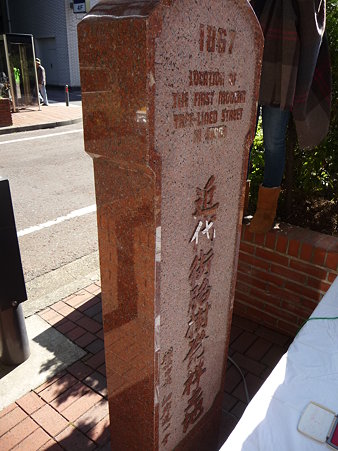 1867
LOCATION OF
THE FIRST MODERN
TREE-LINED STREET
IN JAPAN
近代街路樹発祥之地